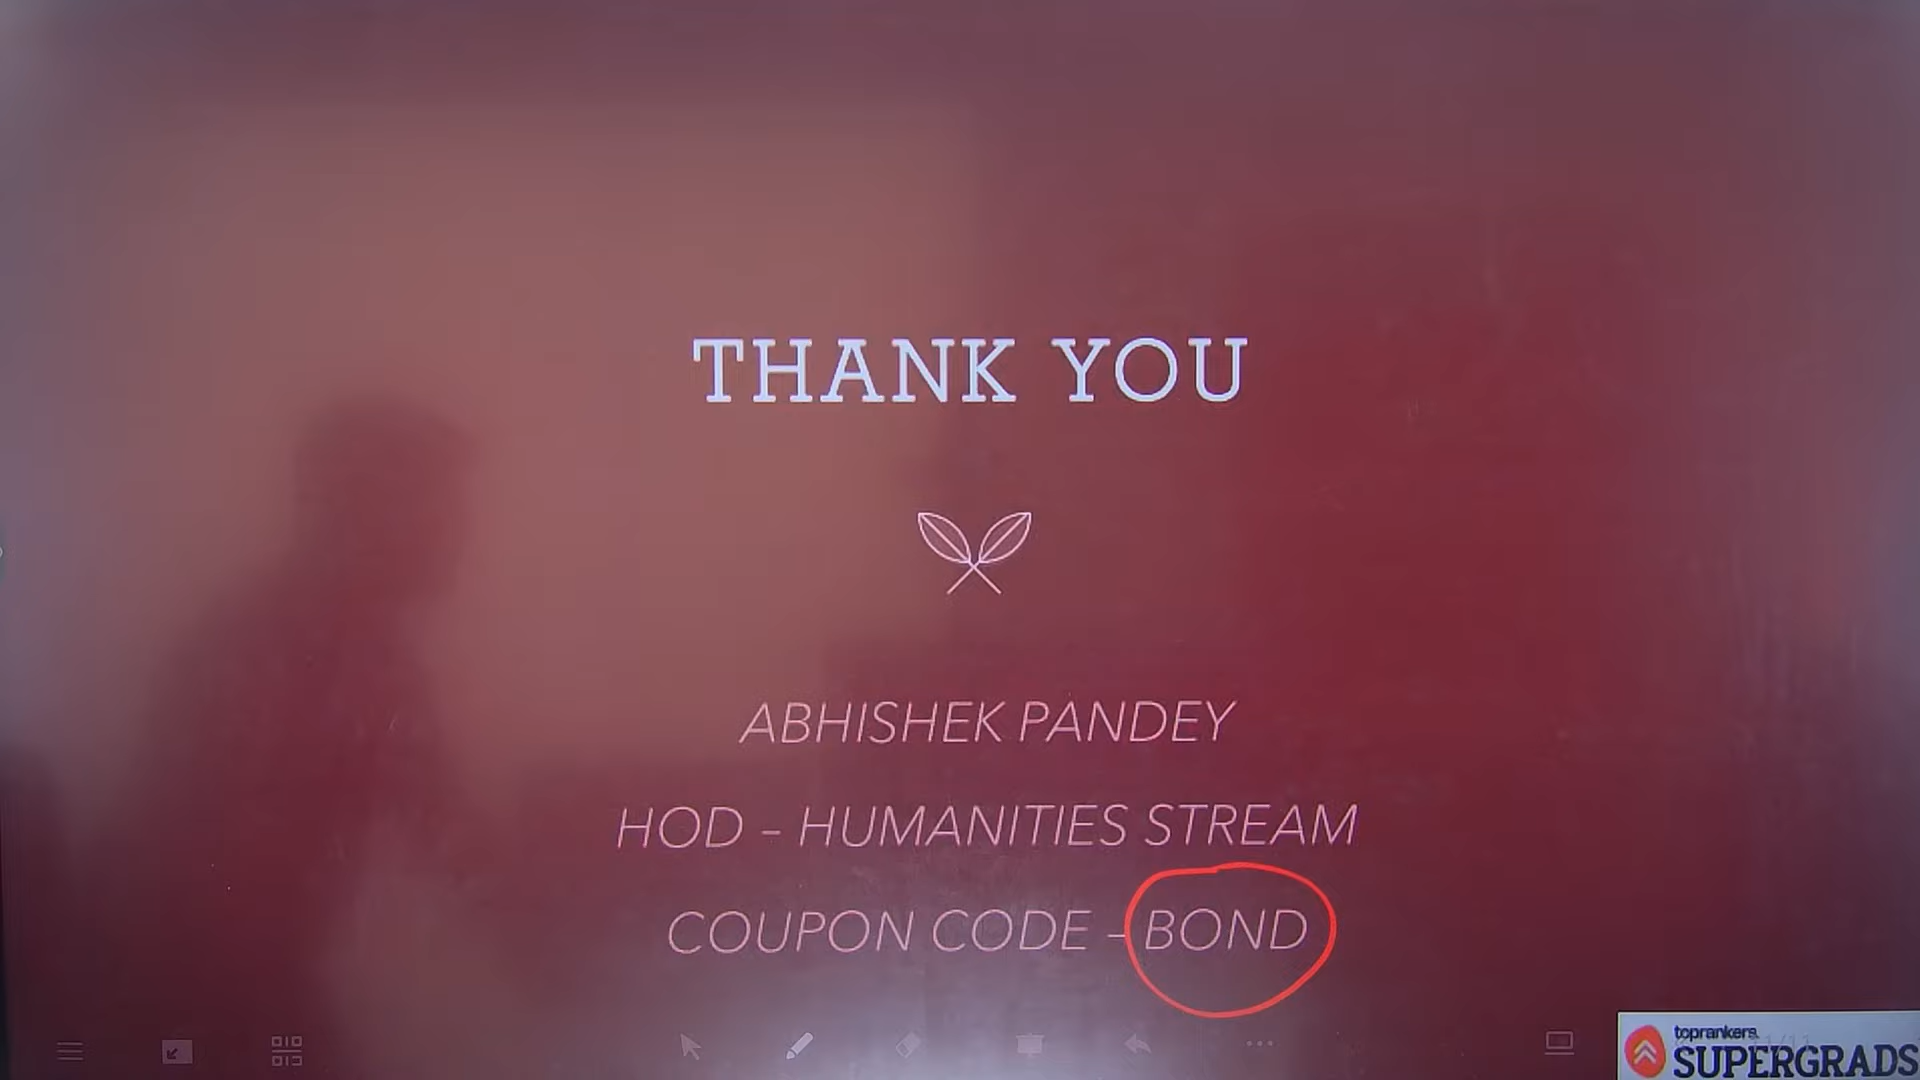 THANK YOU
ABHISHEK PANDEY
HOD – HUMANITIES STREAM
COUPON CODE – BOND
toprankers
SUPERGRADS